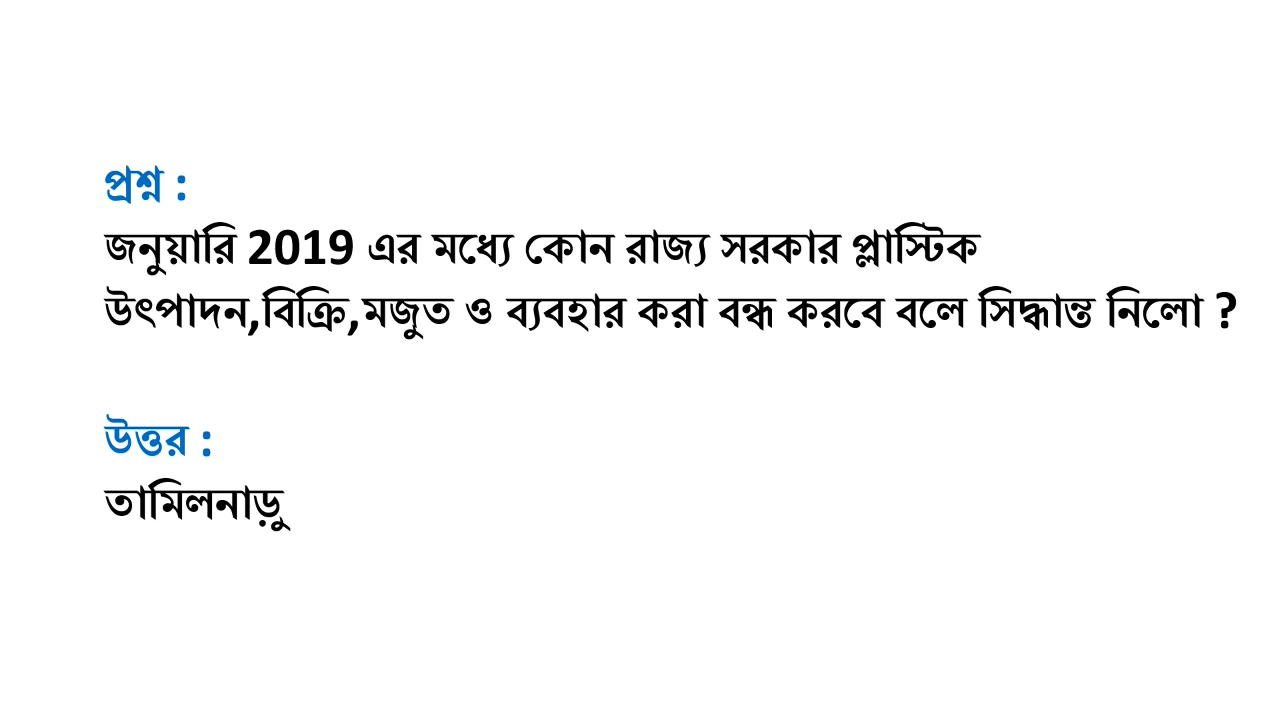 প্রশ্ন :
জনুয়ারি 2019 এর মধ্যে কোন রাজ্য সরকার প্লাস্টিক
উৎপাদন,বিক্রি,মজুত ও ব্যবহার করা বন্ধ করবে বলে সিদ্ধান্ত নিলো ?
উত্তর :
তামিলনাড়ু